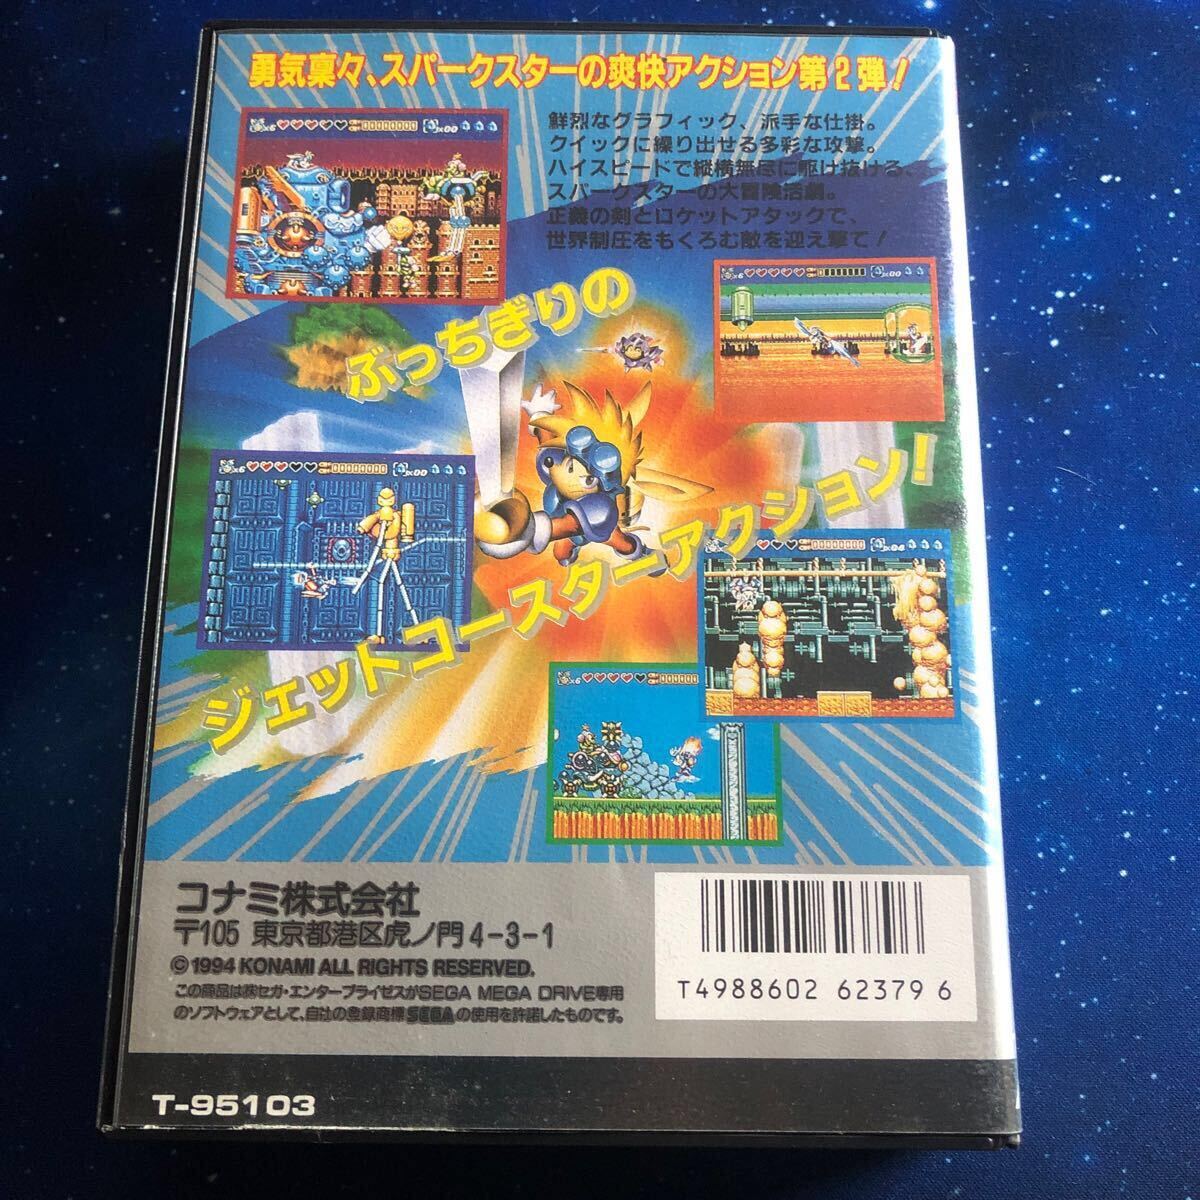 勇気凛々、スパークスターの爽快アクション第2弾!
鮮烈なグラフィック、派手な仕掛。
クイックに繰り出せる多彩な攻撃。
ハイスピードで縦横無尽に駆け抜ける、
スパークスターの大冒険活劇。
正義の剣とロケットアタックで、
世界制圧をもくろむ敵を迎え撃て!
ぶっちぎりの
ジェットコースターアクション!
コナミ株式会社
〒105 東京都港区虎ノ門4-3-1
©1994 KONAMI ALL RIGHTS RESERVED.
この商品は㈱セガ・エンタープライゼスがSEGA MEGA DRIVE専用
のソフトウェアとして、自社の登録商標SEGAの使用を許諾したものです。
T4988602 62379 6
T-95103